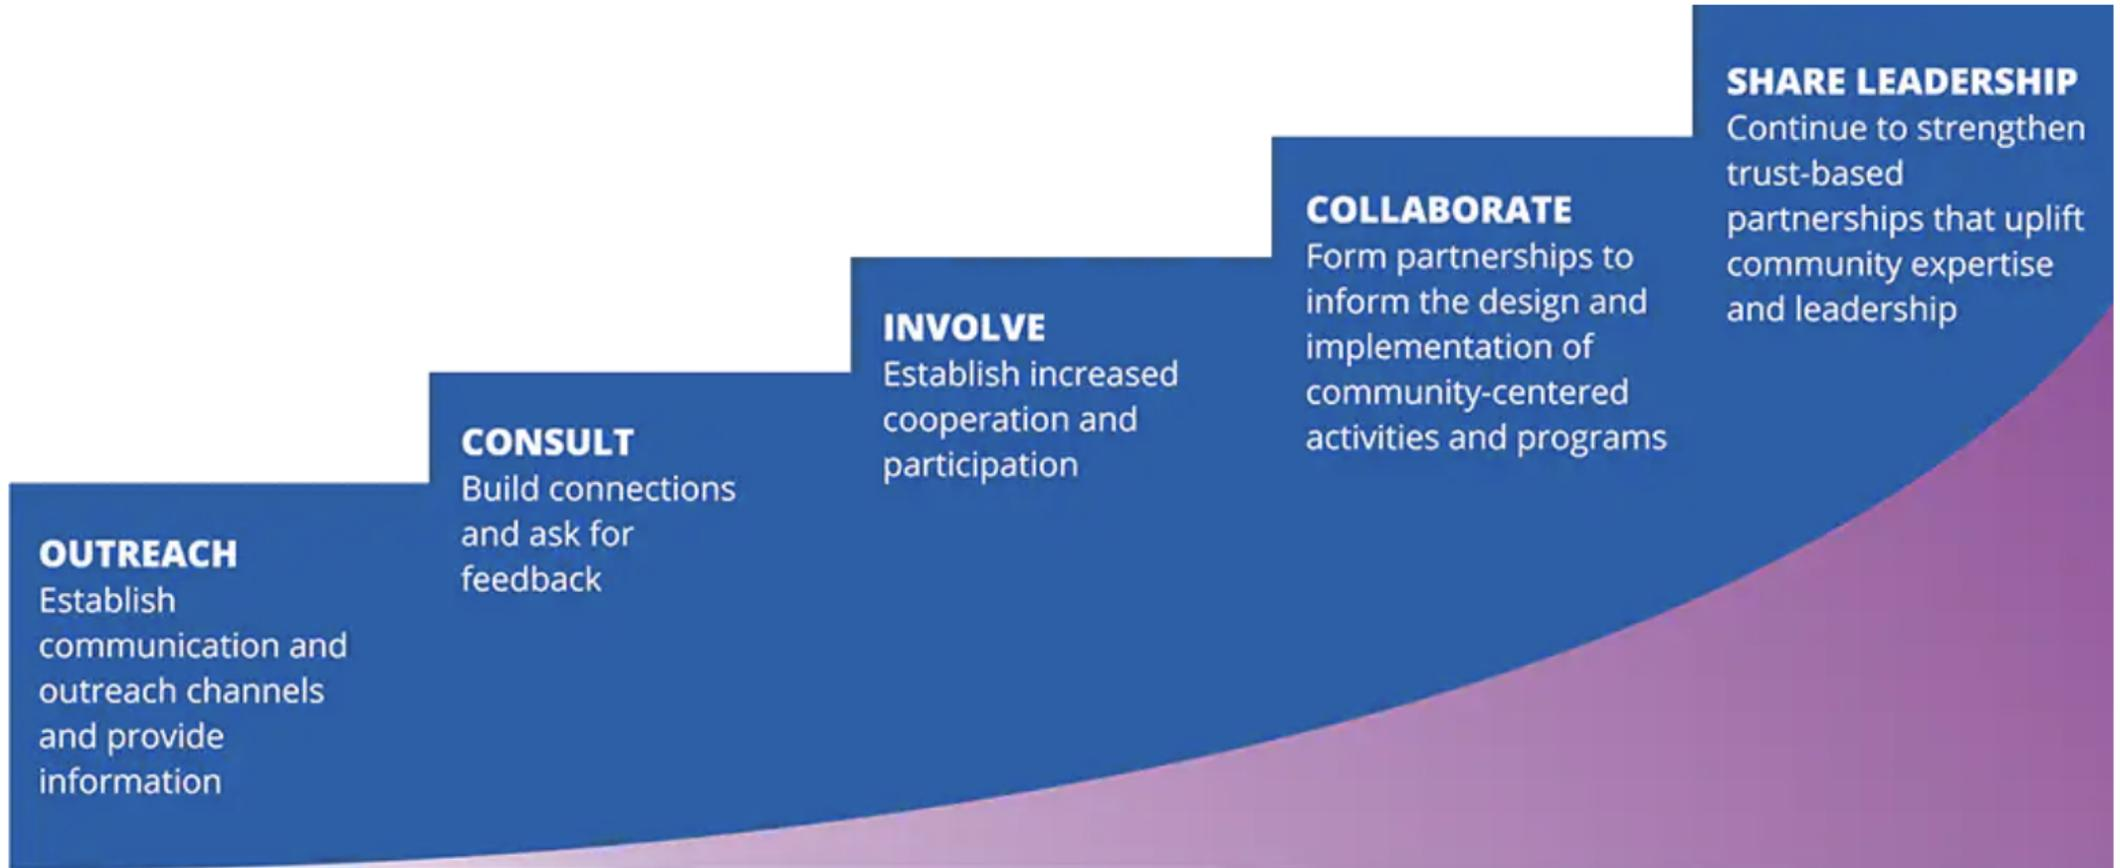 OUTREACH
Establish
communication and
outreach channels
and provide
information
CONSULT
Build connections
and ask for
feedback
INVOLVE
Establish increased
cooperation and
participation
COLLABORATE
Form partnerships to
inform the design and
implementation of
community-centered
activities and programs
SHARE LEADERSHIP
Continue to strengthen
trust-based
partnerships that uplift
community expertise
and leadership